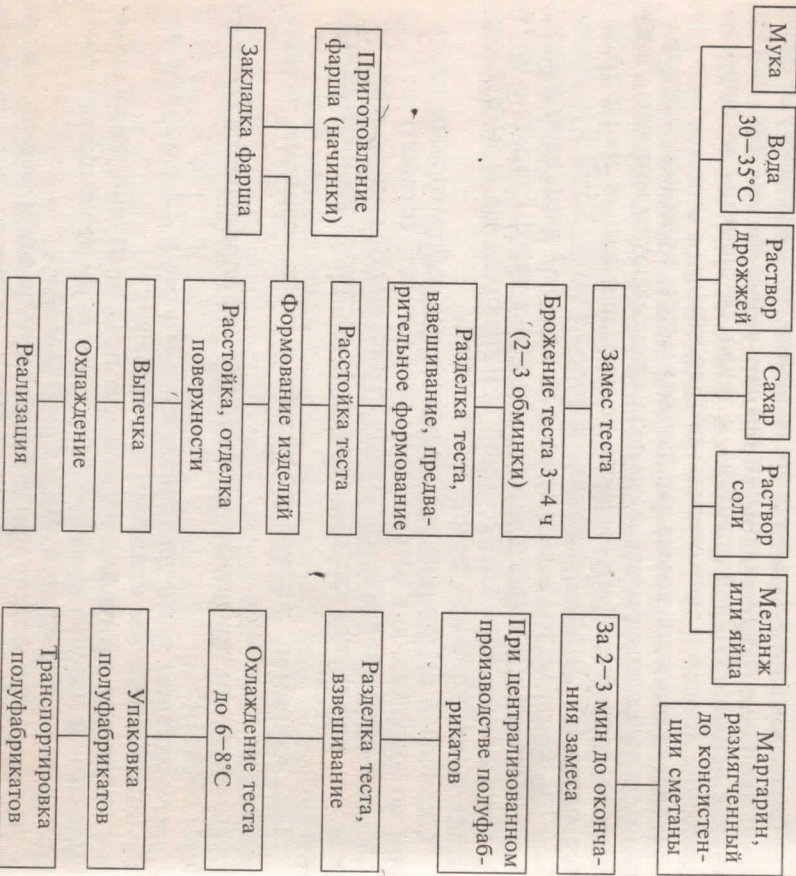 Мука
Вода
30—35°С
Раствор
дрожжей
Сахар
Раствор
соли
Меланж
или яйца
Маргарин,
размягченный
до консистен-
ции сметаны
Замес теста
За 2—3 мин до оконча-
ния замеса
Брожение теста 3—4 ч
(2—3 обминки)
При централизованном
производстве полуфаб-
рикатов
Разделка теста,
взвешивание, предва-
рительное формование
Приготовление
фарша (начинки)
Расстойка теста
Разделка теста,
взвешивание
Закладка фарша
Формование изделий
Расстойка, отделка
поверхности
Охлаждение теста
до 6—8°С
Выпечка
Упаковка
полуфабрикатов
Охлаждение
Реализация
Транспортировка
полуфабрикатов